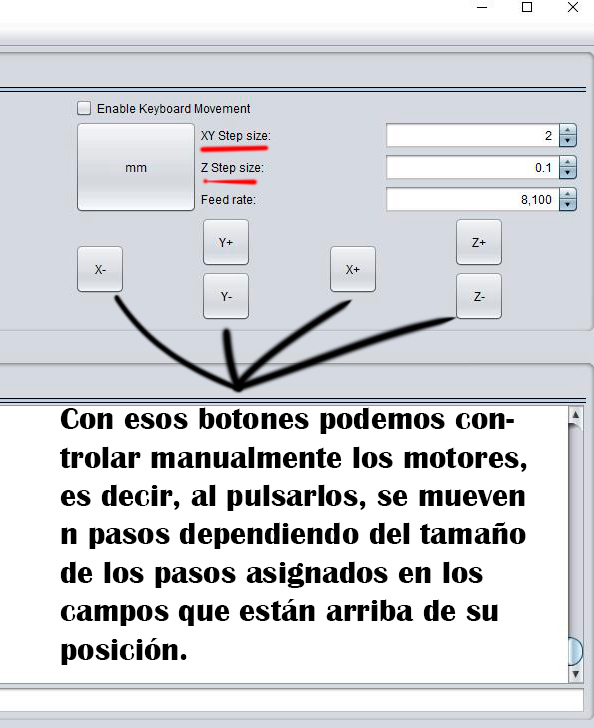 Enable Keyboard Movement
XY Step size:
2
mm
Z Step size:
0.1
Feed rate:
8,100
Y+
Z+
X-
X+
Y-
Z-
Con esos botones podemos con-
trolar manualmente los motores,
es decir, al pulsarlos, se mueven
n pasos dependiendo del tamaño
de los pasos asignados en los
campos que están arriba de su
posición.